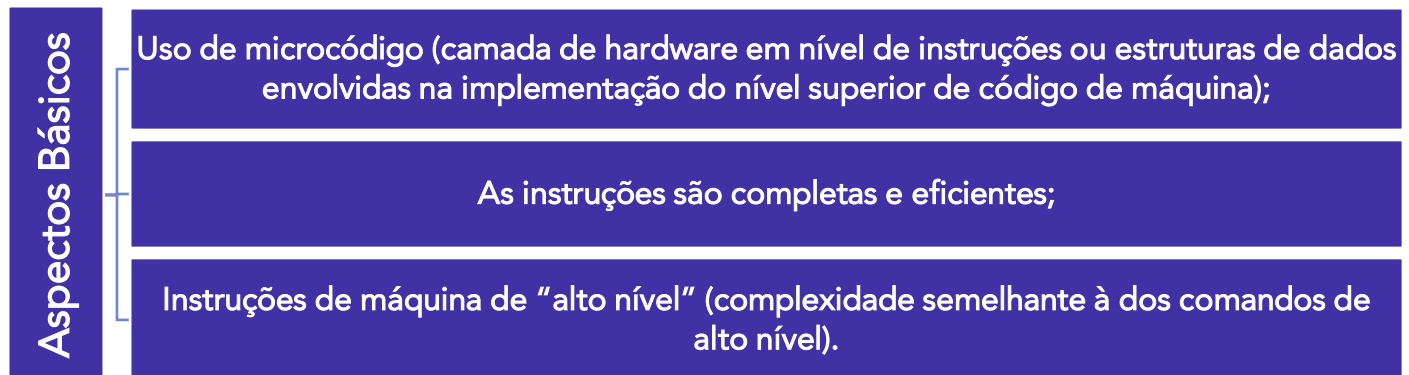 Aspectos Básicos
Uso de microcódigo (camada de hardware em nível de instruções ou estruturas de dados
envolvidas na implementação do nível superior de código de máquina);
As instruções são completas e eficientes;
Instruções de máquina de “alto nível” (complexidade semelhante à dos comandos de
alto nível).